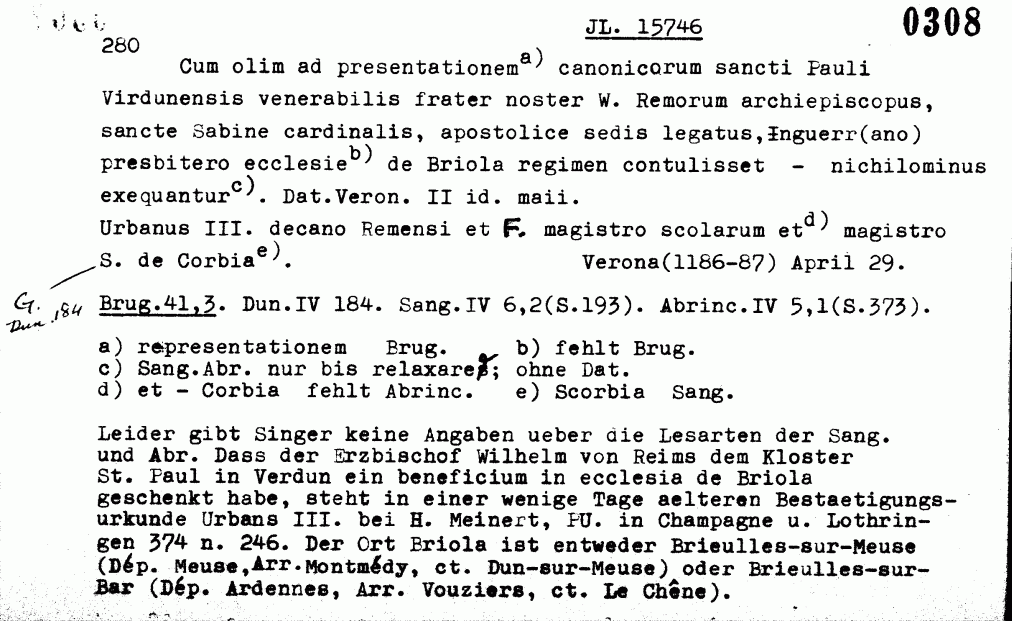 JL. 15746 0308
280
Cum olim ad presentationem a) canonicorum sancti Pauli
Virdunensis venerabilis frater noster W. Remorum archiepiscopus,
sancte Sabine cardinalis, apostolice sedis legatus, Inguerr(ano)
presbitero ecclesie b) de Briola regimen contulisset - nichilominus
exequantur c). Dat.Veron. II id. maii.
Urbanus III. decano Remensi et F. magistro scolarum et d) magistro
S. de Corbia e). Verona(1186-87) April 29.
G.
Dun.184
Brug.41,3. Dun.IV 184. Sang.IV 6,2(S.193). Abrinc.IV 5,1(S.373).
a) representationem Brug. b) fehlt Brug.
c) Sang.Abr. nur bis relaxare; ohne Dat.
d) et - Corbia fehlt Abrinc. e) Scorbia Sang.
Leider gibt Singer keine Angaben ueber die Lesarten der Sang.
und Abr. Dass der Erzbischof Wilhelm von Reims dem Kloster
St. Paul in Verdun ein beneficium in ecclesia de Briola
geschenkt habe, steht in einer wenige Tage aelteren Bestaetigungs-
urkunde Urbans III. bei H. Meinert, PU. in Champagne u. Lothrin-
gen 374 n. 246. Der Ort Briola ist entweder Brieulles-sur-Meuse
(Dép. Meuse,Arr.Montmédy, ct. Dun-sur-Meuse) oder Brieulles-sur-
Bar (Dép. Ardennes, Arr. Vouziers, ct. Le Chêne).